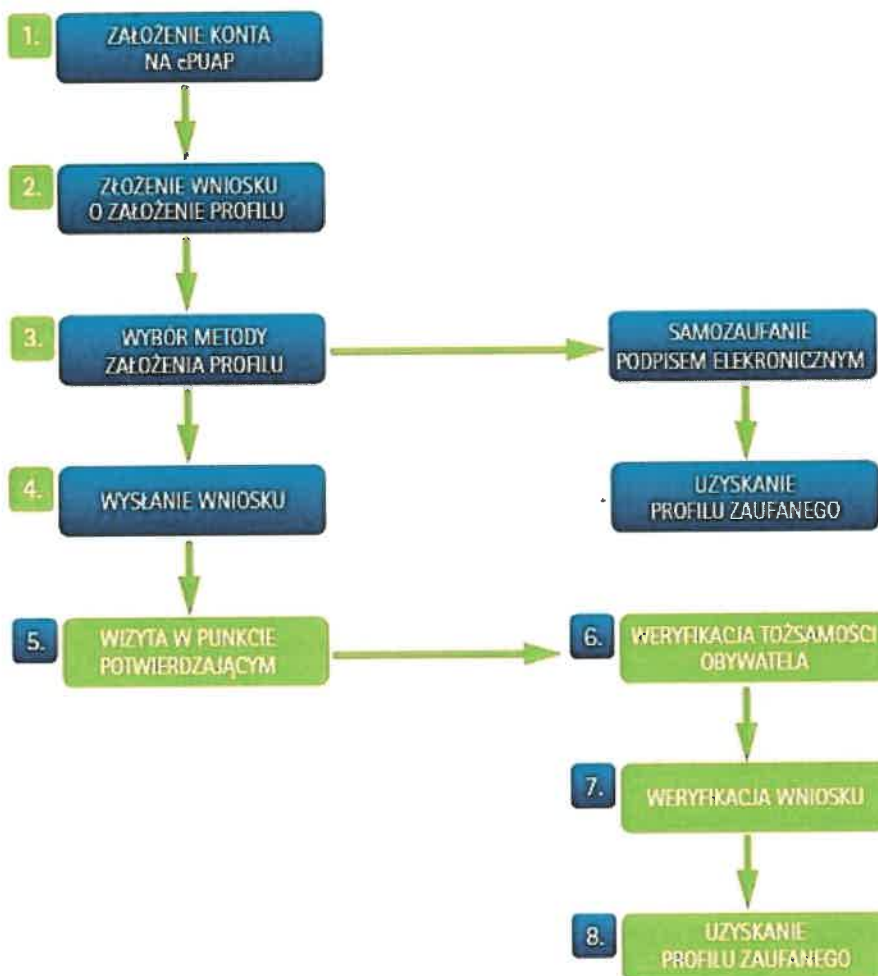 1.
ZAŁOŻENIE KONTA
NA ePUAP
2.
ZŁOŻENIE WNIOSKU
O ZAŁOŻENIE PROFILU
3.
WYBÓR METODY
ZAŁOŻENIA PROFILU
SAMOZAUFANIE
PODPISEM ELEKRONICZNYM
4.
WYSŁANIE WNIOSKU
UZYSKANIE
PROFILU ZAUFANEGO
5.
WIZYTA W PUNKCIE
POTWIERDZAJĄCYM
6.
WERYFIKACJA TOŻSAMOŚCI
OBYWATELA
7.
WERYFIKACJA WNIOSKU
8.
UZYSKANIE
PROFILU ZAUFANEGO